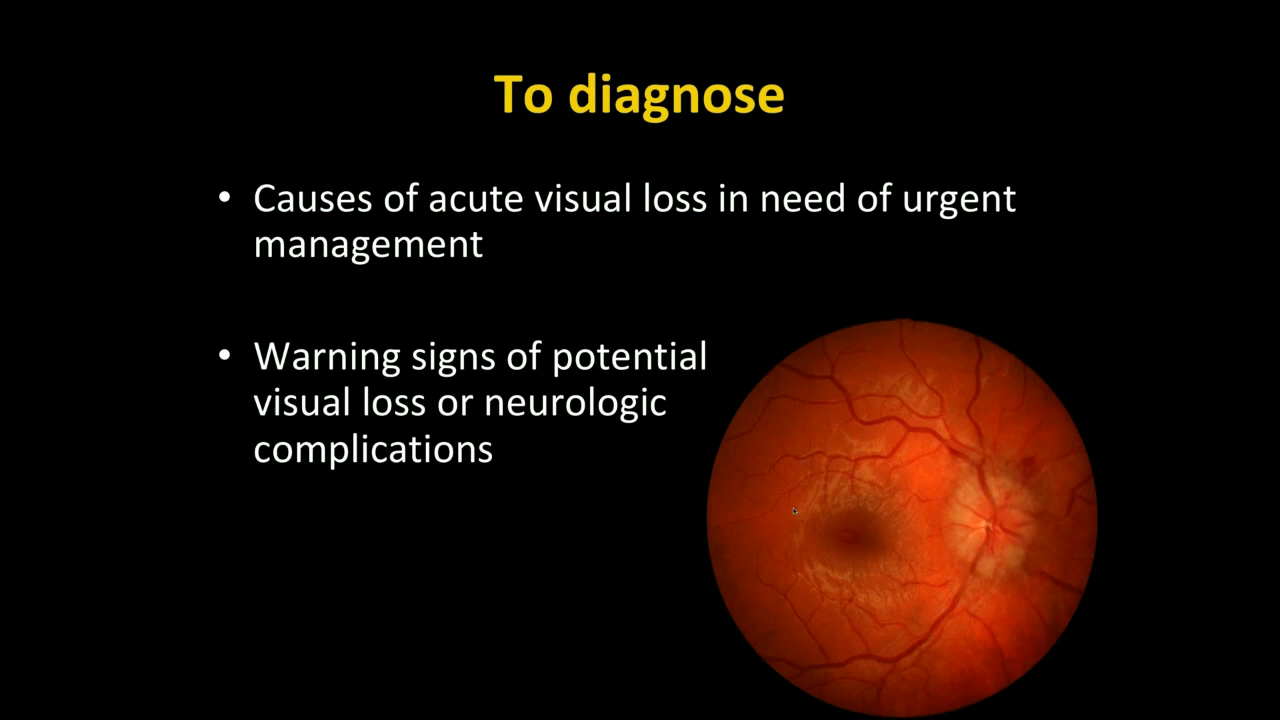 To diagnose
• Causes of acute visual loss in need of urgent
management
• Warning signs of potential
visual loss or neurologic
complications